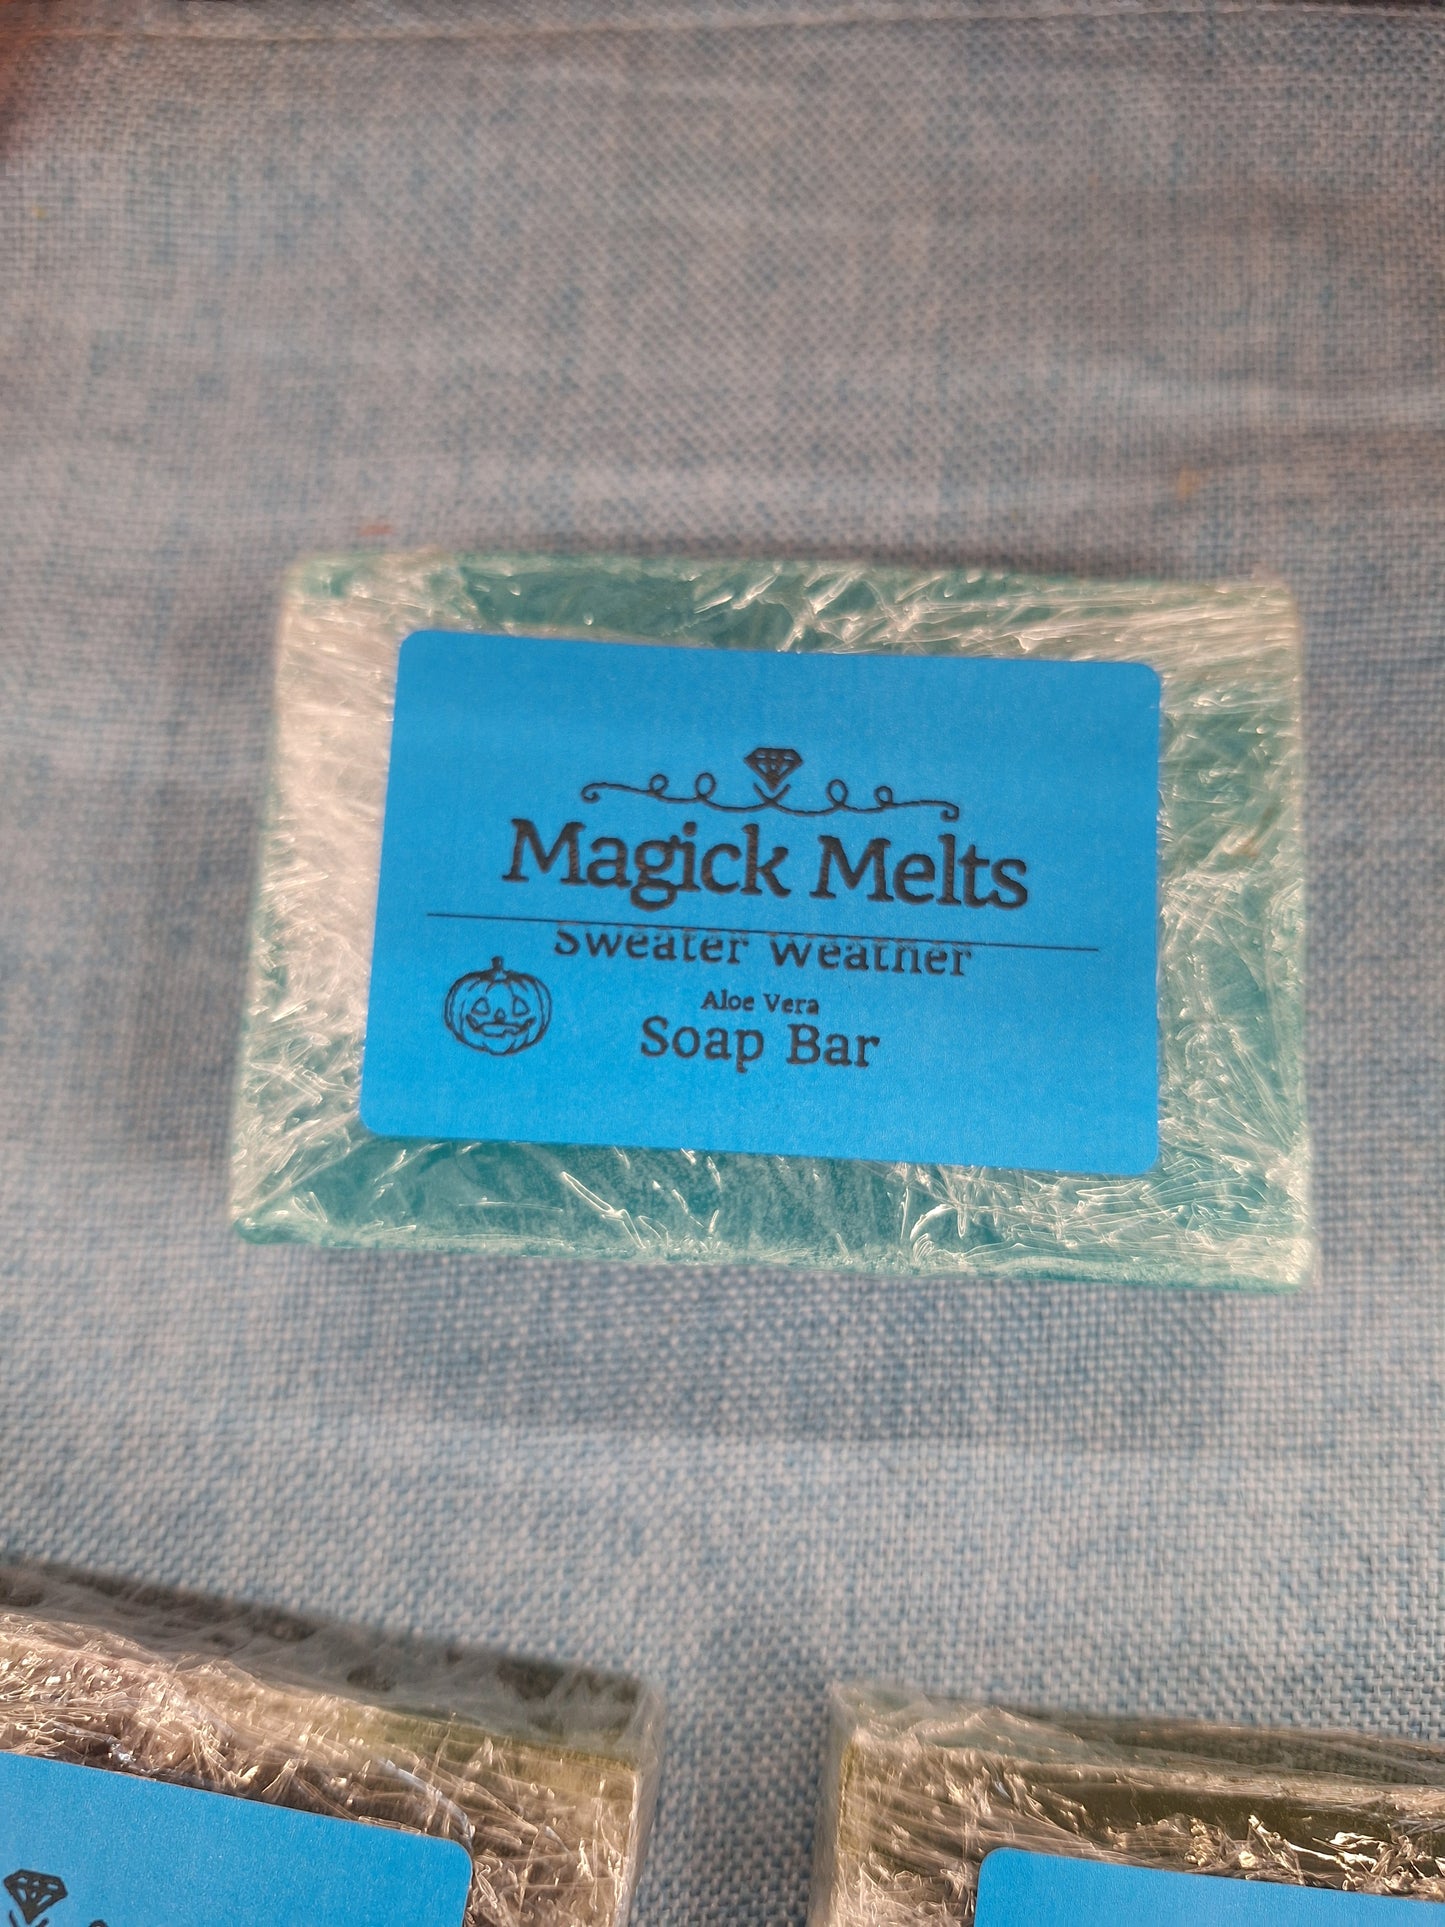 Magick Melts
Sweater Weather
Aloe Vera
Soap Bar